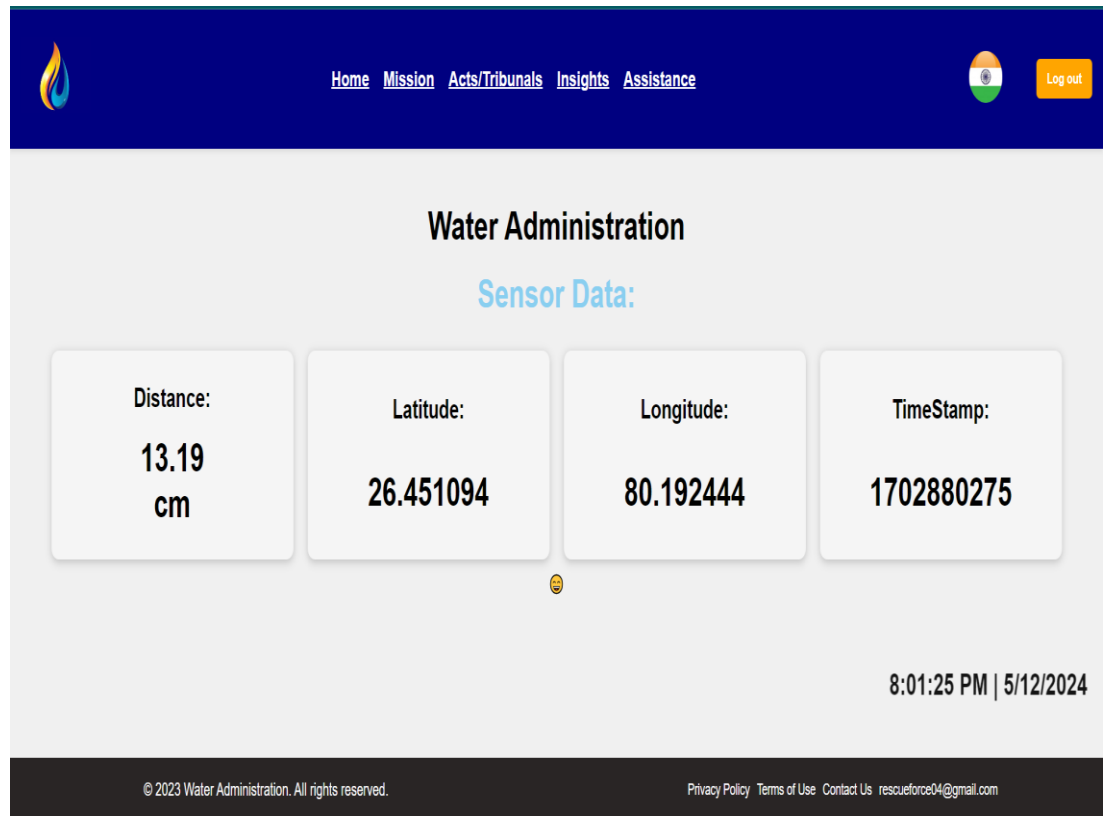 Home Mission Acts/Tribunals Insights Assistance
Log out
Water Administration
Sensor Data:
Distance:
13.19
cm
Latitude:
26.451094
Longitude:
80.192444
TimeStamp:
1702880275
8:01:25 PM | 5/12/2024
© 2023 Water Administration. All rights reserved.
Privacy Policy Terms of Use Contact Us rescueforce04@gmail.com